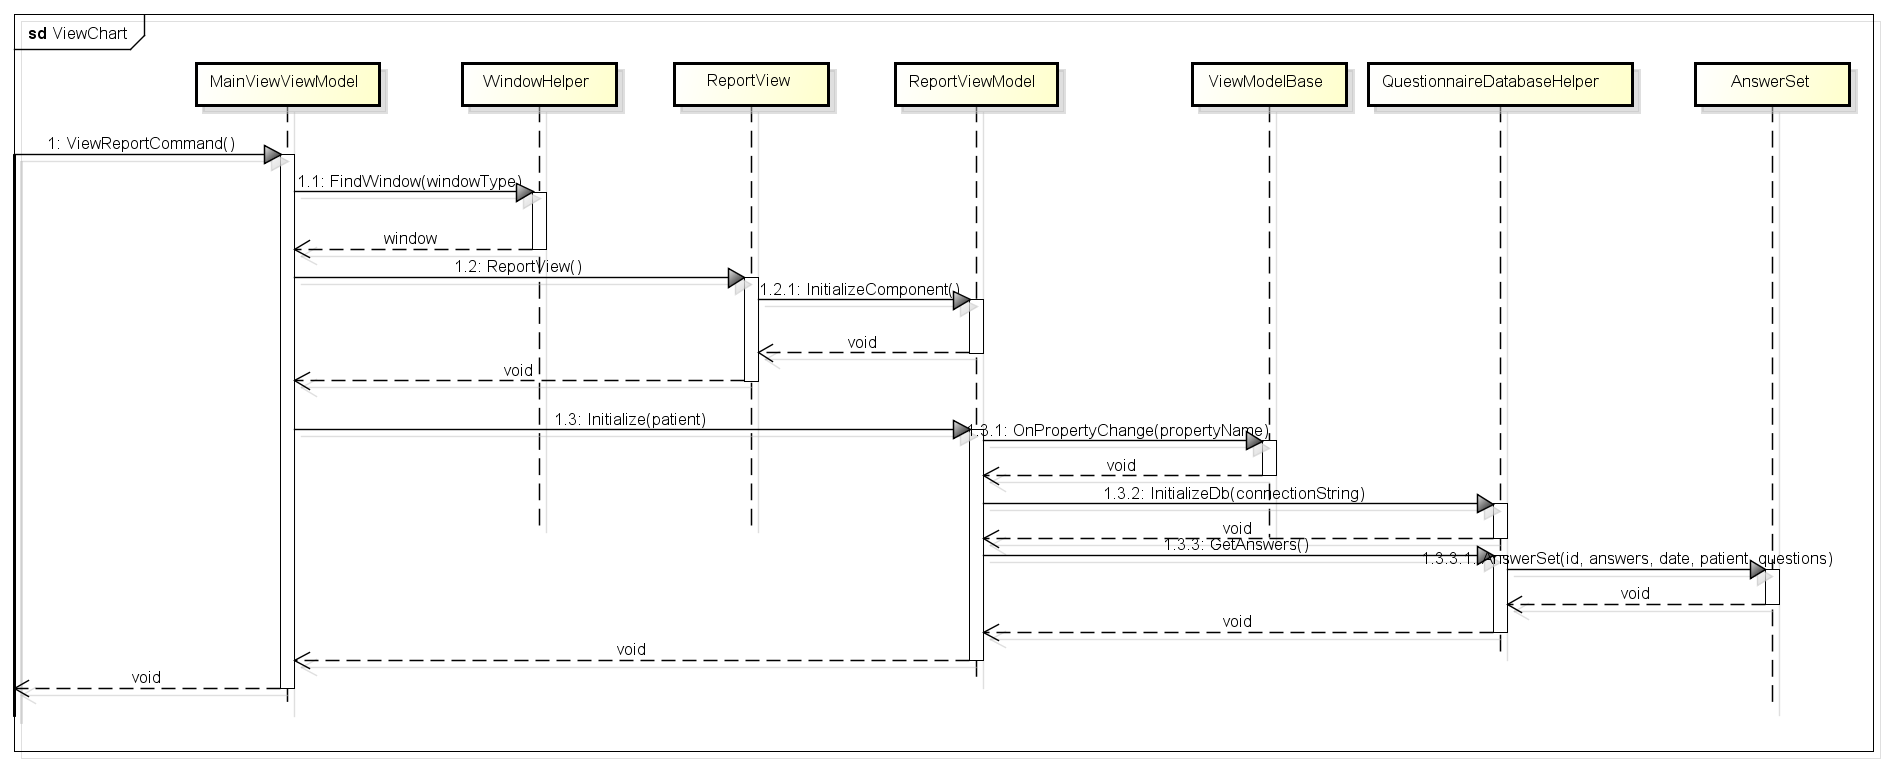 sd ViewChart
MainViewViewModel
WindowHelper
ReportView
ReportViewModel
ViewModelBase
QuestionnaireDatabaseHelper
AnswerSet
1: ViewReportCommand()
1.1: FindWindow(windowType)
window
1.2: ReportView()
1.2.1: InitializeComponent()
void
void
1.3: Initialize(patient)
1.3.1: OnPropertyChange(propertyName)
void
1.3.2: InitializeDb(connectionString)
void
1.3.3: GetAnswers()
1.3.3.1: AnswerSet(id, answers, date, patient, questions)
void
void
void
void